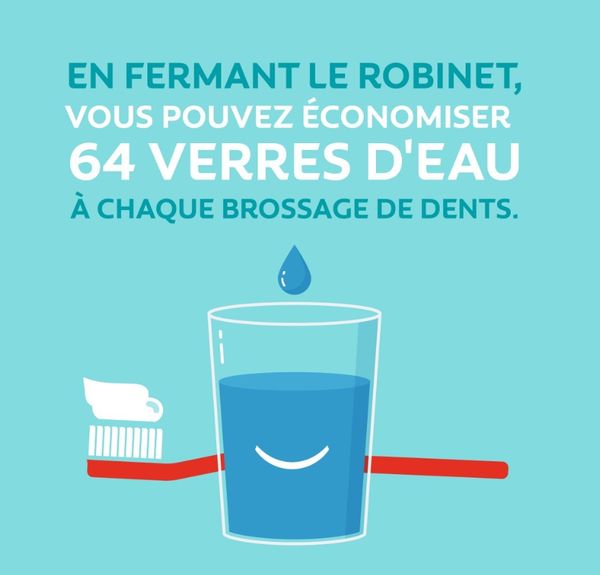 EN FERMANT LE ROBINET,
VOUS POUVEZ ÉCONOMISER
64 VERRES D'EAU
À CHAQUE BROSSAGE DE DENTS.